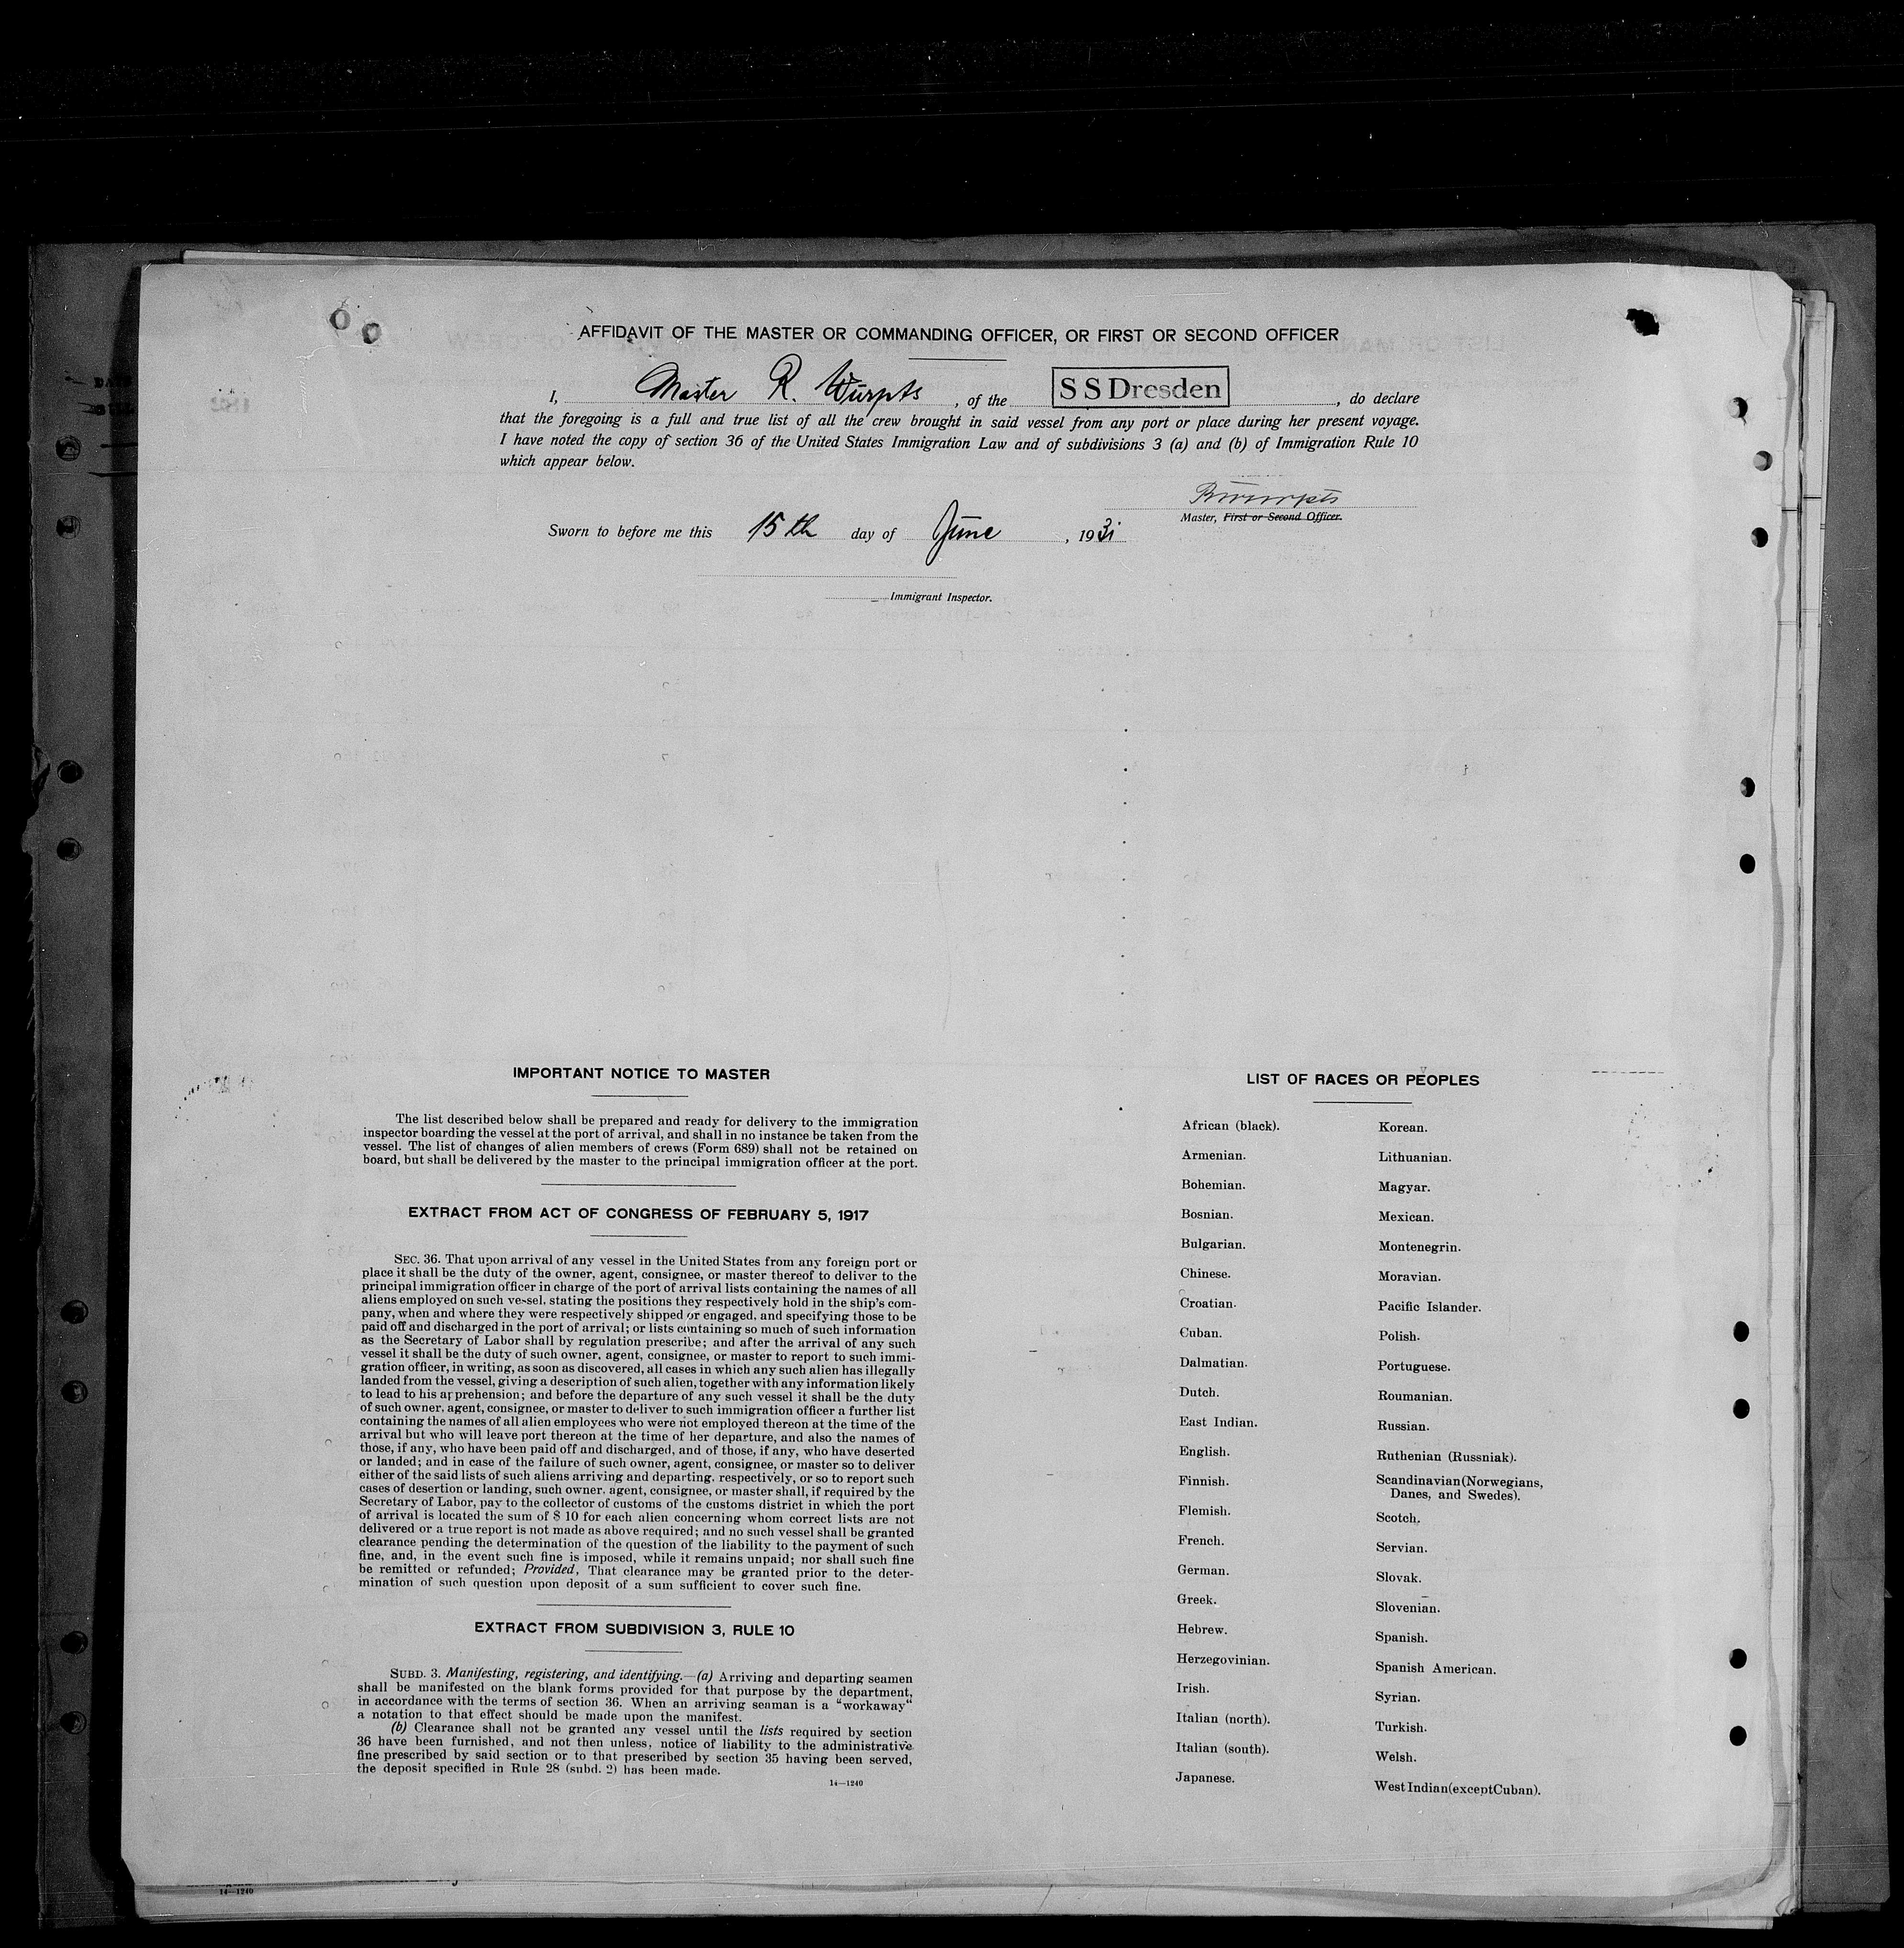 AFFIDAVIT OF THE MASTER OR COMMANDING OFFICER, OR FIRST OR SECOND OFFICER
I, Master R. Wurpts, of the SS Dresden, do declare
that the foregoing is a full and true list of all the crew brought in said vessel from any port or place during her present voyage.
I have noted the copy of section 36 of the United States Immigration Law and of subdivisions 3 (a) and (b) of Immigration Rule 10
which appear below.
RWurpts
Master, First or Second Officer.
Sworn to before me this 15th day of June, 1931
Immigrant Inspector.
IMPORTANT NOTICE TO MASTER
The list described below shall be prepared and ready for delivery to the immigration
inspector boarding the vessel at the port of arrival, and shall in no instance be taken from the
vessel. The list of changes of alien members of crews (Form 689) shall not be retained on
board, but shall be delivered by the master to the principal immigration officer at the port.
EXTRACT FROM ACT OF CONGRESS OF FEBRUARY 5, 1917
SEC. 36. That upon arrival of any vessel in the United States from any foreign port or
place it shall be the duty of the owner, agent, consignee, or master thereof to deliver to the
principal immigration officer in charge of the port of arrival lists containing the names of all
aliens employed on such vessel, stating the positions they respectively hold in the ship's com-
pany, when and where they were respectively shipped or engaged, and specifying those to be
paid off and discharged in the port of arrival; or lists containing so much of such information
as the Secretary of Labor shall by regulation prescribe; and after the arrival of any such
vessel it shall be the duty of such owner, agent, consignee, or master to report to such immi-
gration officer, in writing, as soon as discovered, all cases in which any such alien has illegally
landed from the vessel, giving a description of such alien, together with any information likely
to lead to his apprehension; and before the departure of any such vessel it shall be the duty
of such owner, agent, consignee, or master to deliver to such immigration officer a further list
containing the names of all alien employees who were not employed thereon at the time of the
arrival but who will leave port thereon at the time of her departure, and also the names of
those, if any, who have been paid off and discharged, and of those, if any, who have deserted
or landed; and in case of the failure of such owner, agent, consignee, or master so to deliver
either of the said lists of such aliens arriving and departing, respectively, or so to report such
cases of desertion or landing, such owner, agent, consignee, or master shall, if required by the
Secretary of Labor, pay to the collector of customs of the customs district in which the port
of arrival is located the sum of $ 10 for each alien concerning whom correct lists are not
delivered or a true report is not made as above required; and no such vessel shall be granted
clearance pending the determination of the question of the liability to the payment of such
fine, and, in the event such fine is imposed, while it remains unpaid; nor shall such fine
be remitted or refunded; Provided, That clearance may be granted prior to the deter-
mination of such question upon deposit of a sum sufficient to cover such fine.
EXTRACT FROM SUBDIVISION 3, RULE 10
SUBD. 3. Manifesting, registering, and identifying.—(a) Arriving and departing seamen
shall be manifested on the blank forms provided for that purpose by the department,
in accordance with the terms of section 36. When an arriving seaman is a "workaway"
a notation to that effect should be made upon the manifest.
(b) Clearance shall not be granted any vessel until the lists required by section
36 have been furnished, and not then unless, notice of liability to the administrative
fine prescribed by said section or to that prescribed by section 35 having been served,
the deposit specified in Rule 28 (subd. 2) has been made.
14—1240
LIST OF RACES OR PEOPLES
African (black).
Armenian.
Bohemian.
Bosnian.
Bulgarian.
Chinese.
Croatian.
Cuban.
Dalmatian.
Dutch.
East Indian.
English.
Finnish.
Flemish.
French.
German.
Greek.
Hebrew.
Herzegovinian.
Irish.
Italian (north).
Italian (south).
Japanese.
Korean.
Lithuanian.
Magyar.
Mexican.
Montenegrin.
Moravian.
Pacific Islander.
Polish.
Portuguese.
Roumanian.
Russian.
Ruthenian (Russniak).
Scandinavian (Norwegians,
Danes, and Swedes).
Scotch.
Servian.
Slovak.
Slovenian.
Spanish.
Spanish American.
Syrian.
Turkish.
Welsh.
West Indian (except Cuban).
14—1240